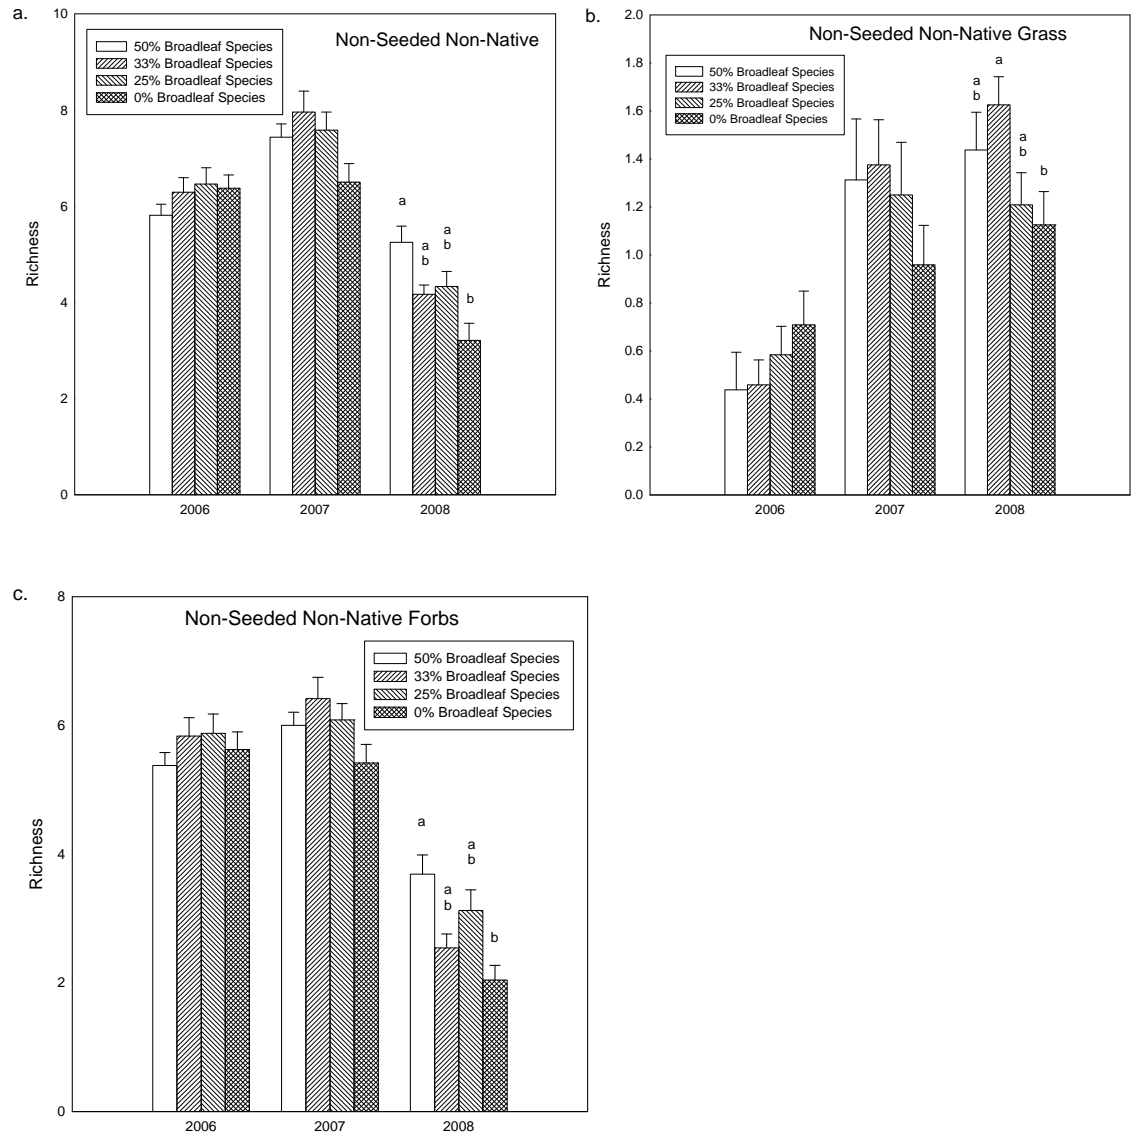 a.
Non-Seeded Non-Native
50% Broadleaf Species
33% Broadleaf Species
25% Broadleaf Species
0% Broadleaf Species
Richness
10
8
6
4
2
0
a
a
b
a
b
b
2006
2007
2008
b.
Non-Seeded Non-Native Grass
50% Broadleaf Species
33% Broadleaf Species
25% Broadleaf Species
0% Broadleaf Species
Richness
2.0
1.8
1.6
1.4
1.2
1.0
0.8
0.6
0.4
0.2
0.0
a
b
a
a
b
b
2006
2007
2008
c.
Non-Seeded Non-Native Forbs
50% Broadleaf Species
33% Broadleaf Species
25% Broadleaf Species
0% Broadleaf Species
Richness
8
6
4
2
0
a
a
b
a
b
b
2006
2007
2008